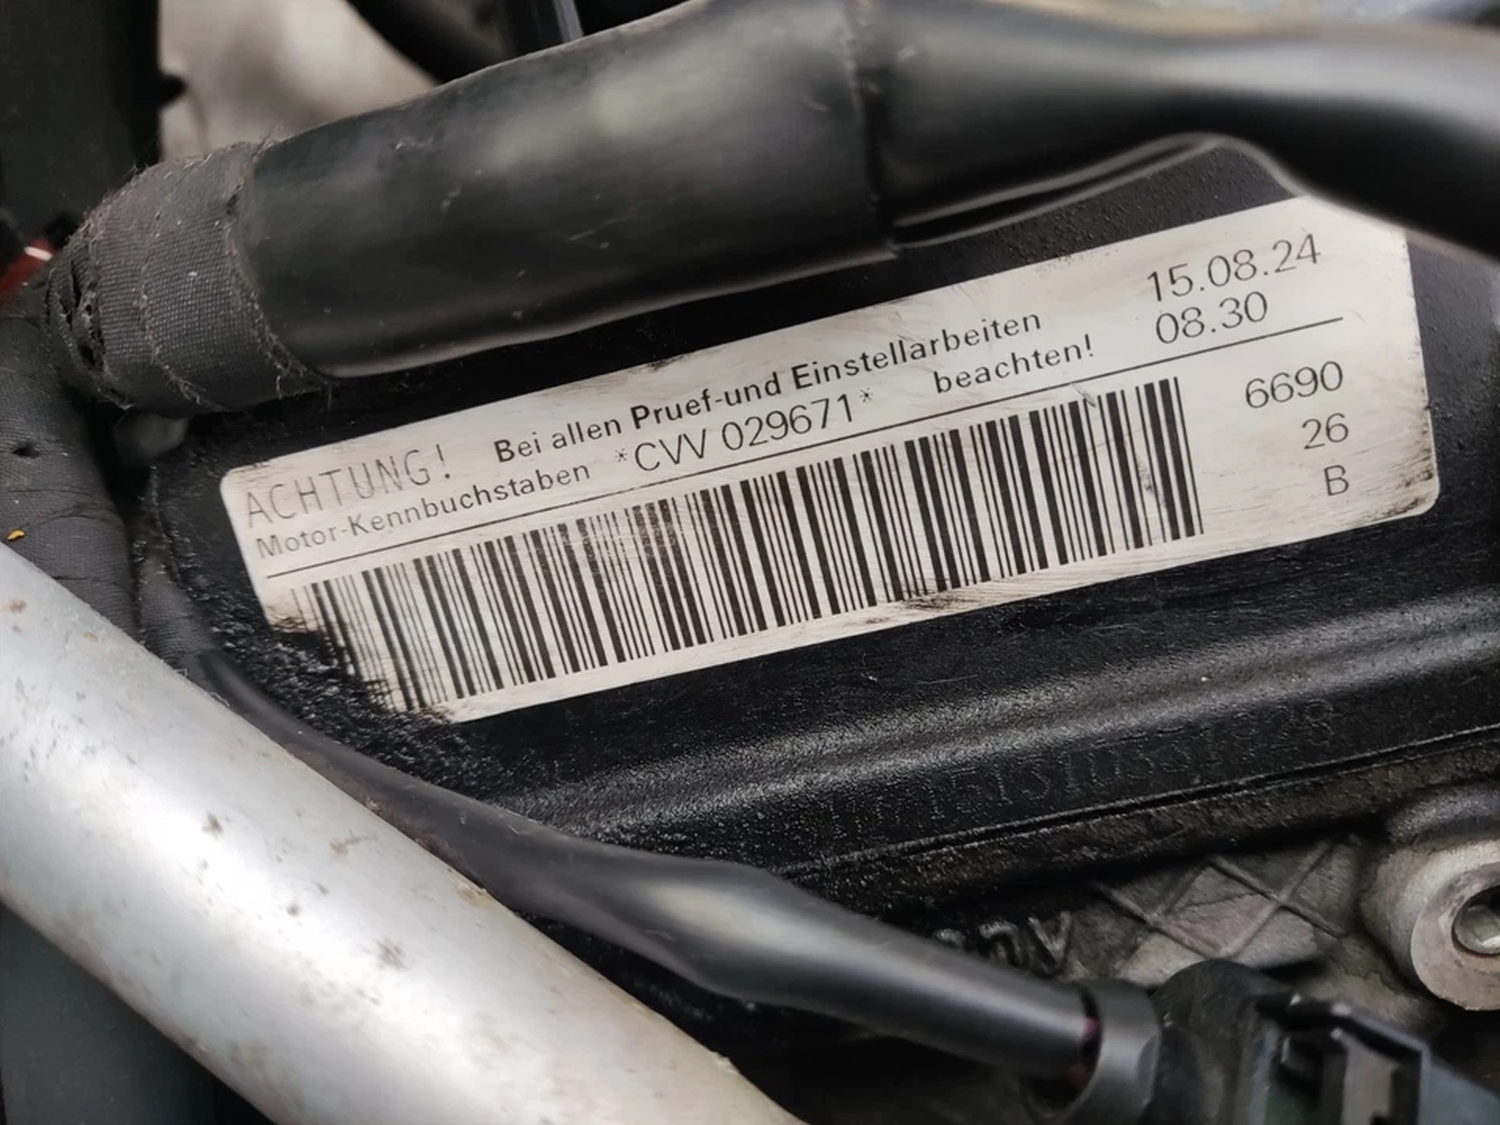 ACHTUNG! Bei allen Pruef-und Einstellarbeiten 15.08.24
Motor-Kennbuchstaben *CVV 029671* beachten! 08.30
6690
26
B